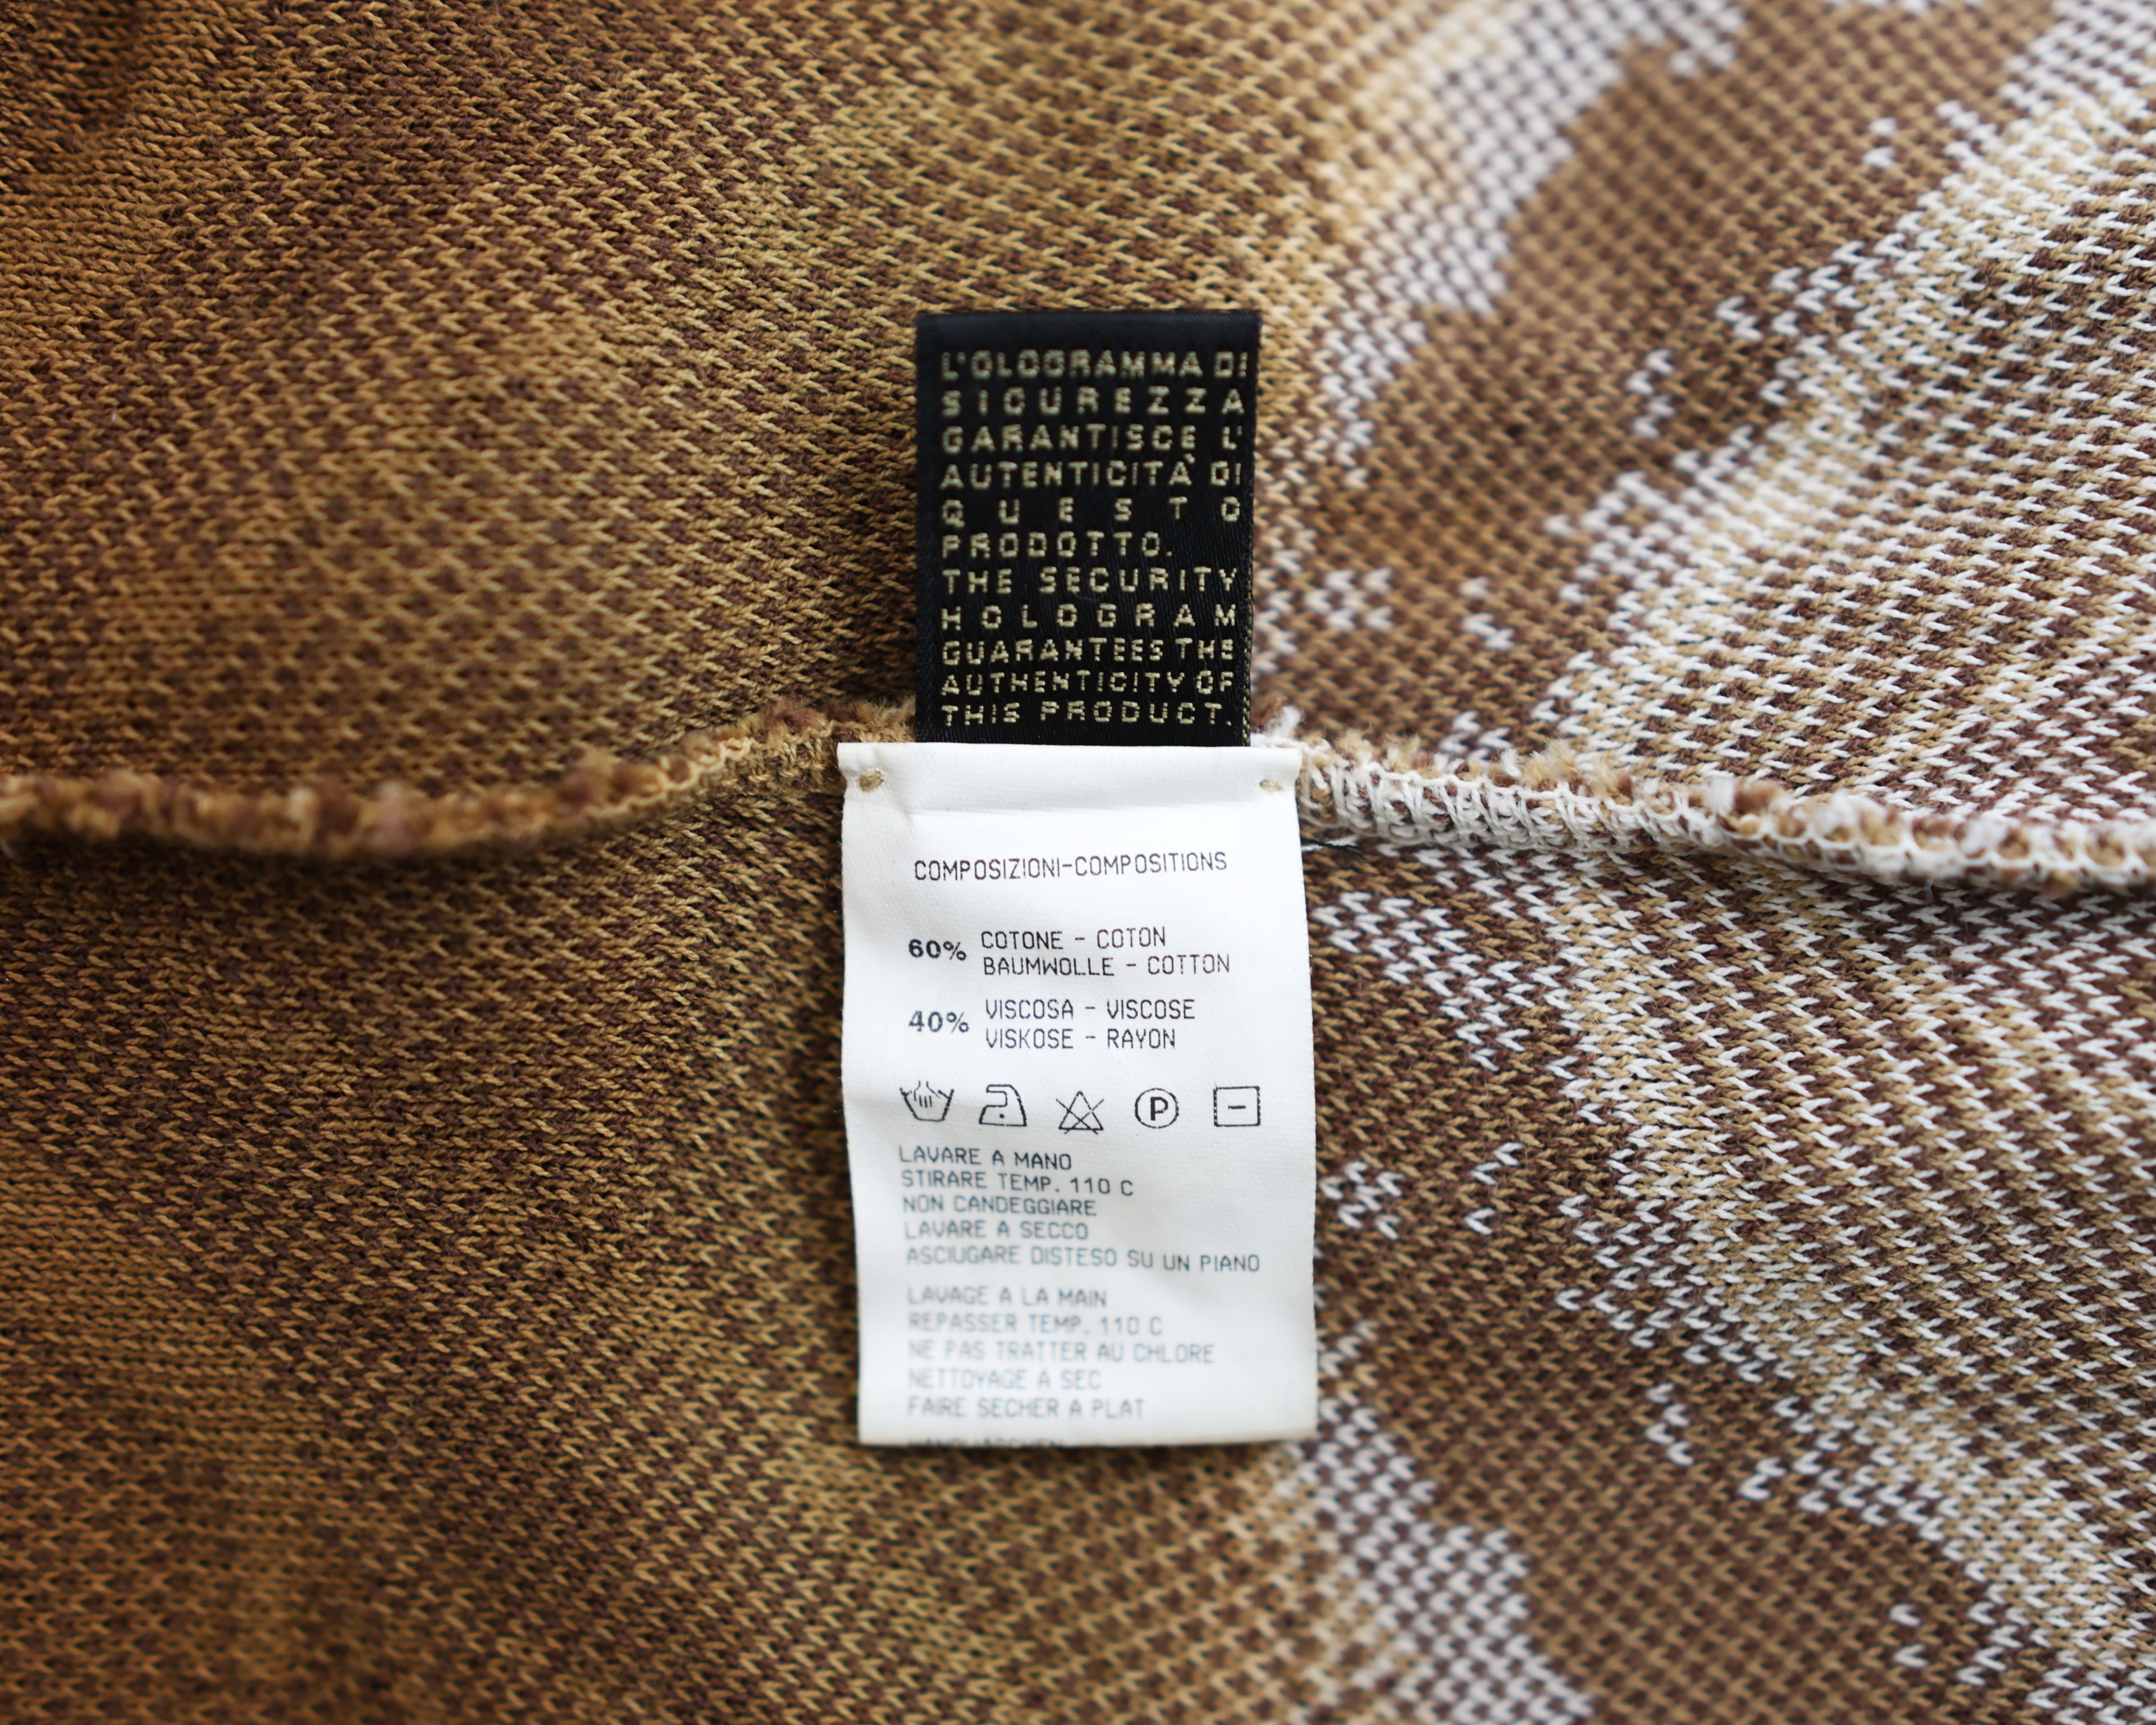 L'OLOGRAMMA DI
SICUREZZA
GARANTISCE L'
AUTENTICITÀ DI
QUESTO
PRODOTTO.
THE SECURITY
HOLOGRAM
GUARANTEES THE
AUTHENTICITY OF
THIS PRODUCT.
COMPOSIZIONI-COMPOSITIONS
60% COTONE - COTON
BAUMWOLLE - COTTON
40% VISCOSA - VISCOSE
VISKOSE - RAYON
P
LAVARE A MANO
STIRARE TEMP. 110 C
NON CANDEGGIARE
LAVARE A SECCO
ASCIUGARE DISTESO SU UN PIANO
LAVAGE A LA MAIN
REPASSER TEMP. 110 C
NE PAS TRATTER AU CHLORE
NETTOYAGE A SEC
FAIRE SECHER A PLAT